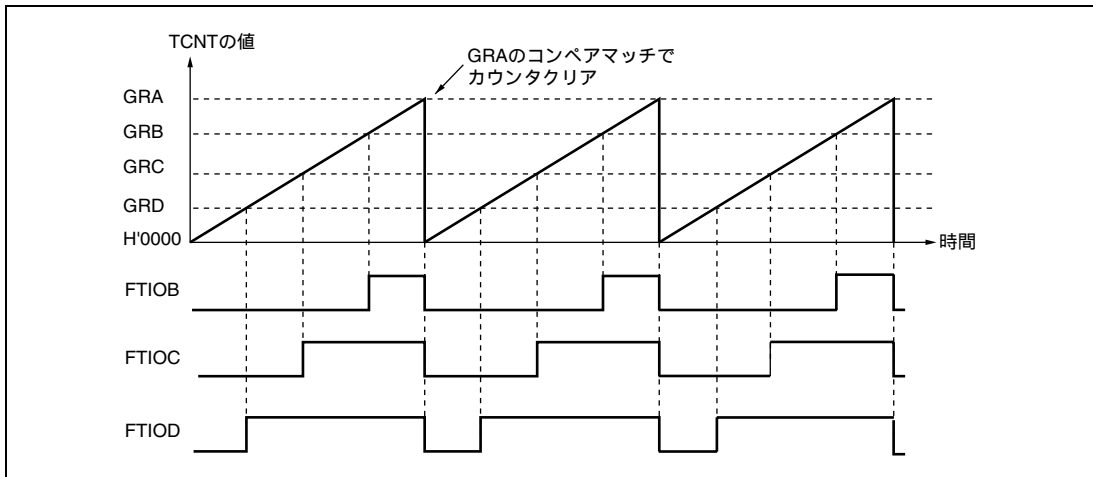 TCNTの値
GRAのコンペアマッチで
カウンタクリア
GRA
GRB
GRC
GRD
H'0000
時間
FTIOB
FTIOC
FTIOD